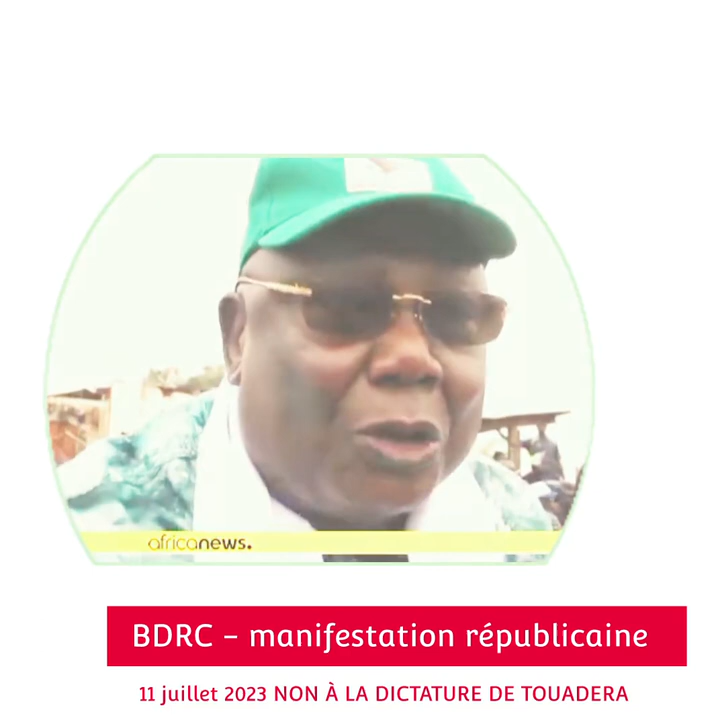 africanews.
BDRC – manifestation républicaine
11 juillet 2023 NON À LA DICTATURE DE TOUADERA